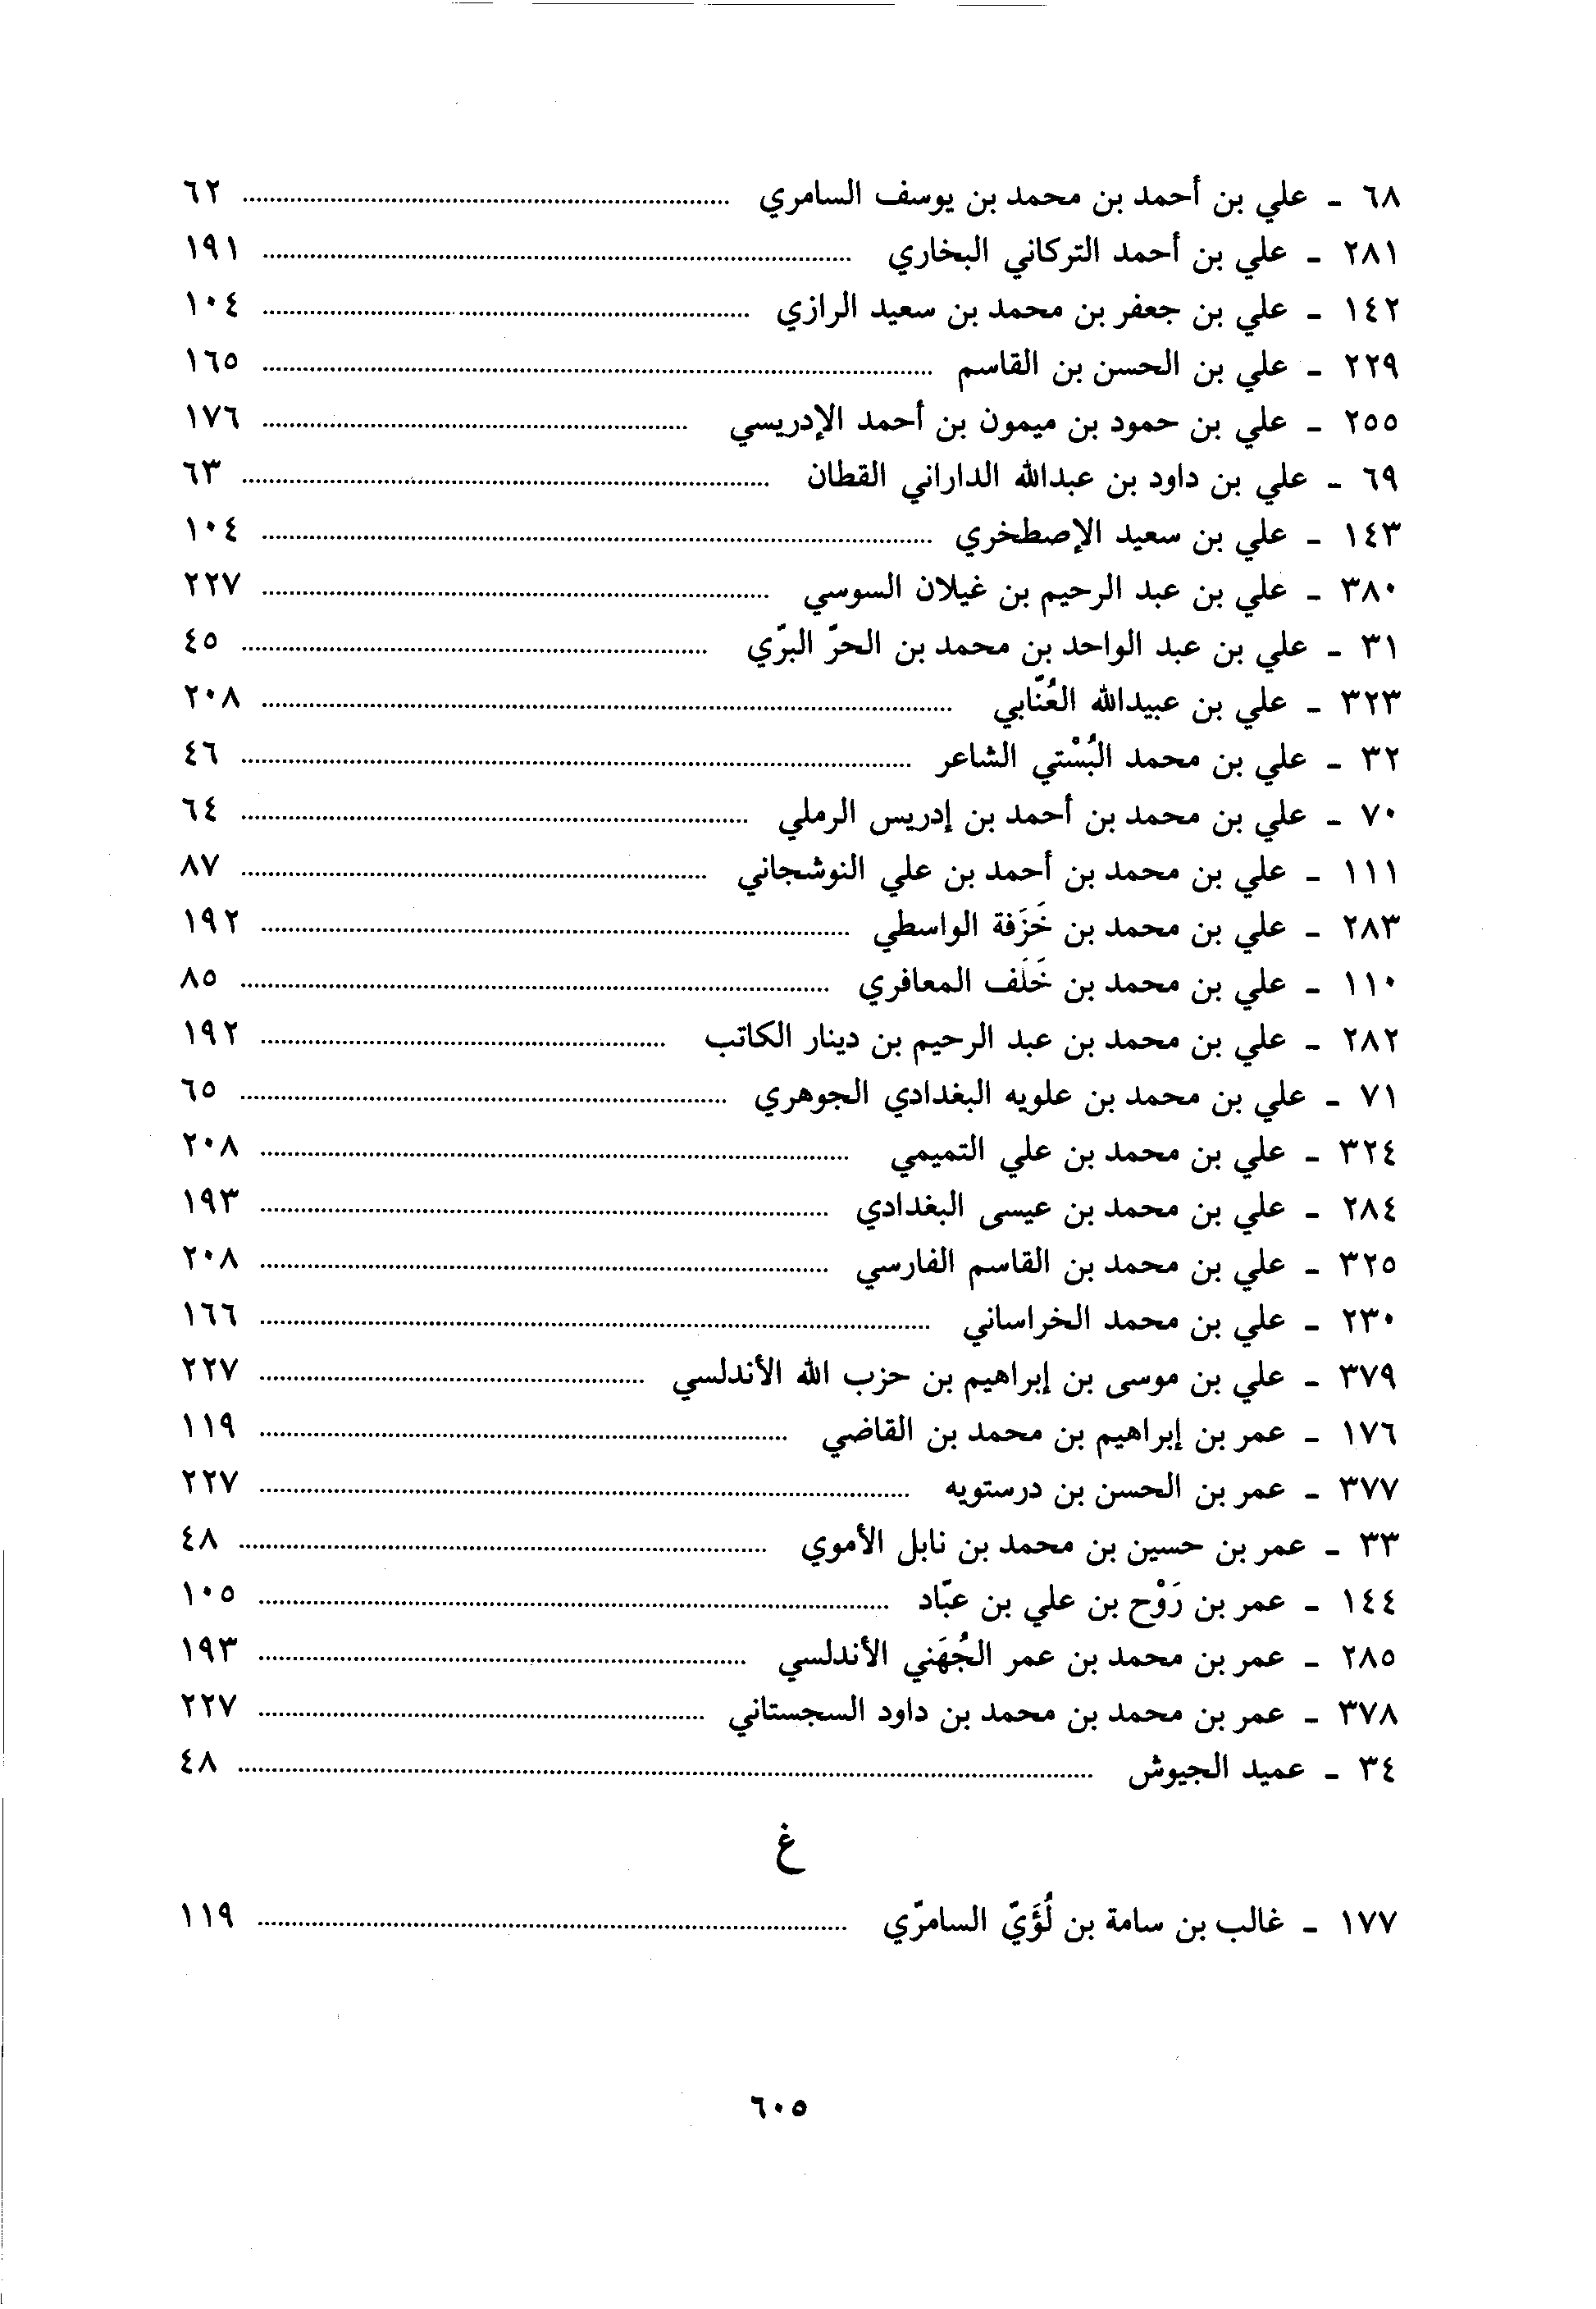 ٦٨ - علي بن أحمد بن محمد بن يوسف السامري ........ ٦٢
٢٨١ - علي بن أحمد التركاني البخاري ........ ١٩١
١٤٢ - علي بن جعفر بن محمد بن سعيد الرازي ........ ١٠٤
٢٢٩ - علي بن الحسن بن القاسم ........ ١٦٥
٢٥٥ - علي بن حمود بن ميمون بن أحمد الإدريسي ........ ١٧٦
٦٩ - علي بن داود بن عبدالله الداراني القطان ........ ٦٣
١٤٣ - علي بن سعيد الإصطخري ........ ١٠٤
٣٨٠ - علي بن عبد الرحيم بن غيلان السوسي ........ ٢٢٧
٣١ - علي بن عبد الواحد بن محمد بن الحرّ البرّي ........ ٤٥
٣٢٣ - علي بن عبيدالله العُنّابي ........ ٢٠٨
٣٢ - علي بن محمد البُسْتي الشاعر ........ ٤٦
٧٠ - علي بن محمد بن أحمد بن إدريس الرملي ........ ٦٤
١١١ - علي بن محمد بن أحمد بن علي النوشجاني ........ ٨٧
٢٨٣ - علي بن محمد بن خَزَفة الواسطي ........ ١٩٢
١١٠ - علي بن محمد بن خَلَف المعافري ........ ٨٥
٢٨٢ - علي بن محمد بن عبد الرحيم بن دينار الكاتب ........ ١٩٢
٧١ - علي بن محمد بن علويه البغدادي الجوهري ........ ٦٥
٣٢٤ - علي بن محمد بن علي التميمي ........ ٢٠٨
٢٨٤ - علي بن محمد بن عيسى البغدادي ........ ١٩٣
٣٢٥ - علي بن محمد بن القاسم الفارسي ........ ٢٠٨
٢٣٠ - علي بن محمد الخراساني ........ ١٦٦
٣٧٩ - علي بن موسى بن إبراهيم بن حزب الله الأندلسي ........ ٢٢٧
١٧٦ - عمر بن إبراهيم بن محمد بن القاضي ........ ١١٩
٣٧٧ - عمر بن الحسن بن درستويه ........ ٢٢٧
٣٣ - عمر بن حسين بن محمد بن نابل الأموي ........ ٤٨
١٤٤ - عمر بن رَوْح بن علي بن عبّاد ........ ١٠٥
٢٨٥ - عمر بن محمد بن عمر الجُهَني الأندلسي ........ ١٩٣
٣٧٨ - عمر بن محمد بن محمد بن داود السجستاني ........ ٢٢٧
٣٤ - عميد الجيوش ........ ٤٨
غ
١٧٧ - غالب بن سامة بن لُؤَيّ السامرّي ........ ١١٩
٦٠٥